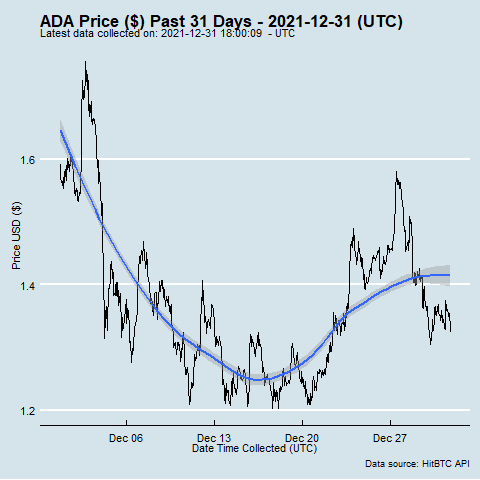 ADA Price ($) Past 31 Days - 2021-12-31 (UTC)
Latest data collected on: 2021-12-31 18:00:09  - UTC
Price USD ($)
1.6
1.4
1.2
Dec 06 Dec 13 Dec 20 Dec 27
Date Time Collected (UTC)
Data source: HitBTC API